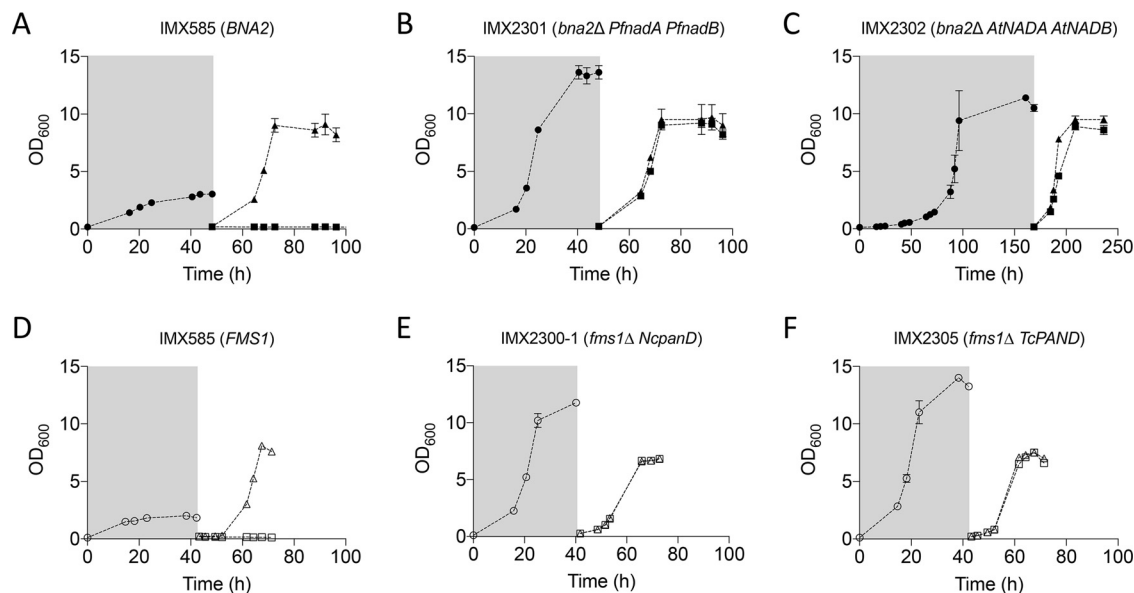 A
IMX585 (BNA2)
15
10
5
0
OD600
0 20 40 60 80 100
Time (h)
B
IMX2301 (bna2Δ PfnadA PfnadB)
15
10
5
0
OD600
0 20 40 60 80 100
Time (h)
C
IMX2302 (bna2Δ AtNADA AtNADB)
15
10
5
0
OD600
0 50 100 150 200 250
Time (h)
D
IMX585 (FMS1)
15
10
5
0
OD600
0 20 40 60 80 100
Time (h)
E
IMX2300-1 (fms1Δ NcpanD)
15
10
5
0
OD600
0 20 40 60 80 100
Time (h)
F
IMX2305 (fms1Δ TcPAND)
15
10
5
0
OD600
0 20 40 60 80 100
Time (h)